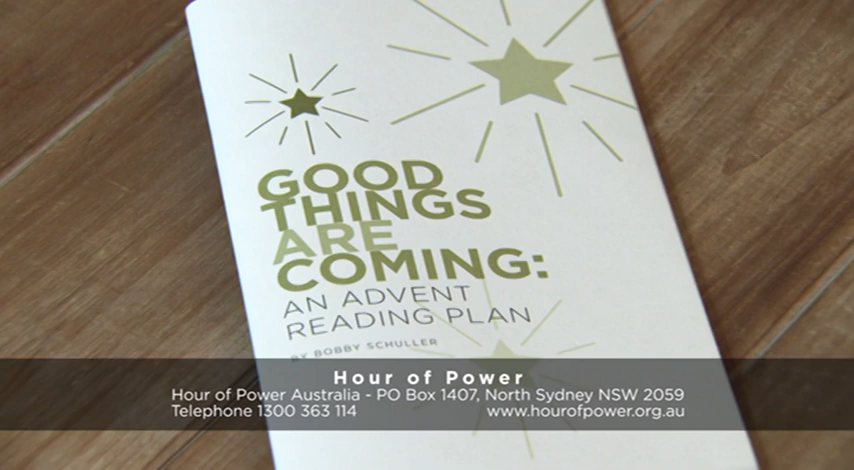 GOOD
THINGS
ARE
COMING:
AN ADVENT
READING PLAN
BY BOBBY SCHULLER
Hour of Power
Hour of Power Australia - PO Box 1407, North Sydney NSW 2059
Telephone 1300 363 114 www.hourofpower.org.au